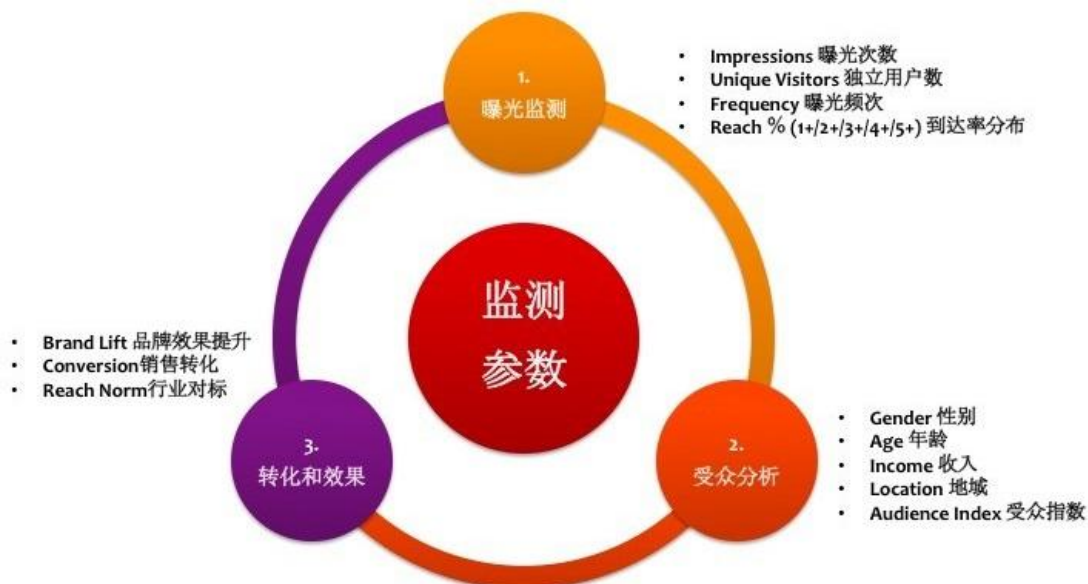 1.
曝光监测
• Impressions 曝光次数
• Unique Visitors 独立用户数
• Frequency 曝光频次
• Reach % (1+/2+/3+/4+/5+) 到达率分布
监测
参数
• Brand Lift 品牌效果提升
• Conversion销售转化
• Reach Norm行业对标
3.
转化和效果
2.
受众分析
• Gender 性别
• Age 年龄
• Income 收入
• Location 地域
• Audience Index 受众指数